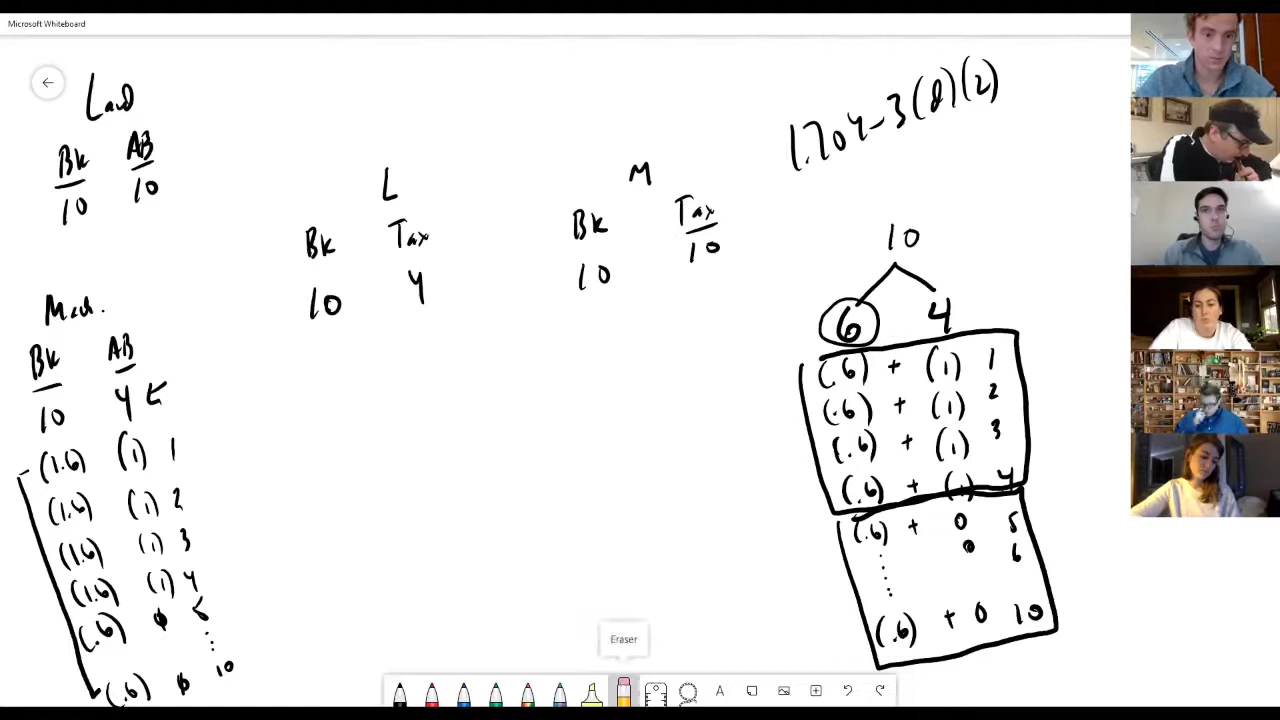 Microsoft Whiteboard
Land
Bk AB
10 10
Mach.
Bk AB
10 4 ←
(1.6) (1) 1
(1.6) (1) 2
(1.6) (1) 3
(1.6) (1) 4
(.6) 0 5
(.6) 0 10
L
Bk Tax
10 4
M
Bk Tax
10 10
1.704-3(d)(2)
10
6 4
(.6) + (1) 1
(.6) + (1) 2
(.6) + (1) 3
(.6) + (1) 4
(.6) + 0 5
0 6
(.6) + 0 10
Eraser
A